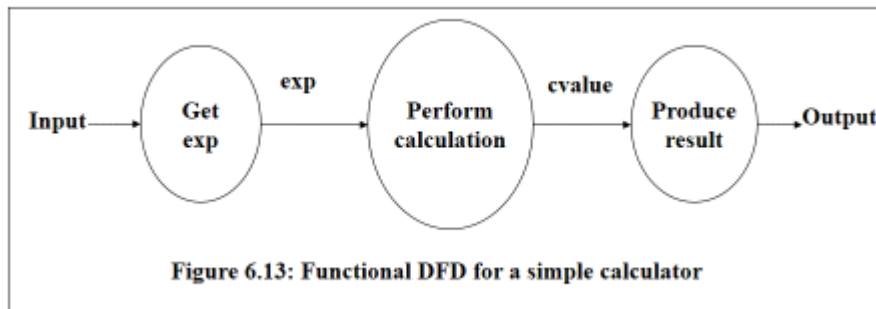 Input
Get
exp
exp
Perform
calculation
cvalue
Produce
result
Output
Figure 6.13: Functional DFD for a simple calculator